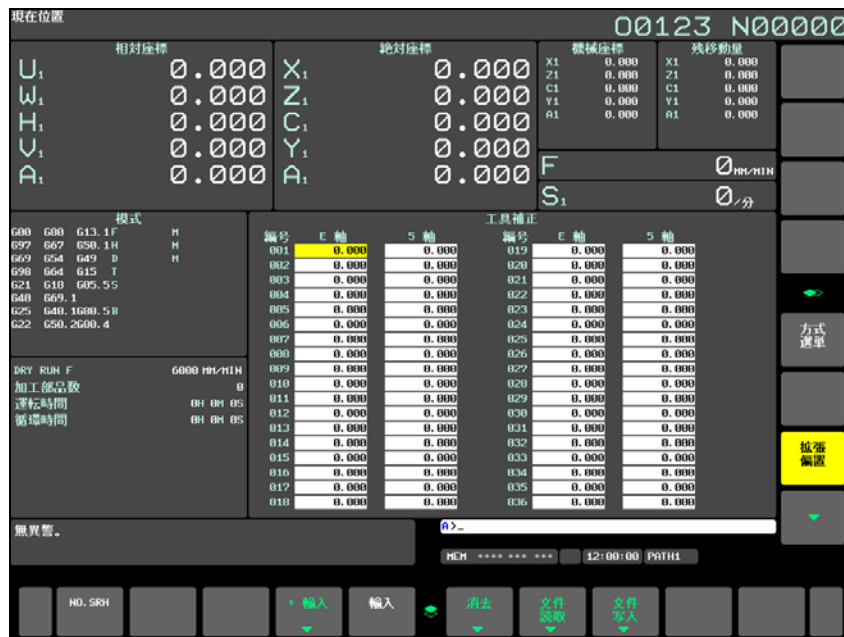 現在位置
O0123 N00000
相対座標
U1 0.000
W1 0.000
H1 0.000
V1 0.000
A1 0.000
絶対座標
X1 0.000
Z1 0.000
C1 0.000
Y1 0.000
A1 0.000
機械座標
X1 0.000
Z1 0.000
C1 0.000
Y1 0.000
A1 0.000
残移動量
X1 0.000
Z1 0.000
C1 0.000
Y1 0.000
A1 0.000
F 0 MM/MIN
S1 0 /分
模式
G00 G80 G13.1 F M
G97 G67 G50.1 H M
G69 G54 G49 D M
G98 G64 G15 T
G21 G18 G05.5 S
G40 G69.1
G25 G40.1 G80.5 B
G22 G50.2 G00.4
DRY RUN F 6000 MM/MIN
加工部品数 0
運転時間 0H 0M 0S
循環時間 0H 0M 0S
工具補正
編号 E 軸 5 軸 編号 E 軸 5 軸
001 0.000 0.000 019 0.000 0.000
002 0.000 0.000 020 0.000 0.000
003 0.000 0.000 021 0.000 0.000
004 0.000 0.000 022 0.000 0.000
005 0.000 0.000 023 0.000 0.000
006 0.000 0.000 024 0.000 0.000
007 0.000 0.000 025 0.000 0.000
008 0.000 0.000 026 0.000 0.000
009 0.000 0.000 027 0.000 0.000
010 0.000 0.000 028 0.000 0.000
011 0.000 0.000 029 0.000 0.000
012 0.000 0.000 030 0.000 0.000
013 0.000 0.000 031 0.000 0.000
014 0.000 0.000 032 0.000 0.000
015 0.000 0.000 033 0.000 0.000
016 0.000 0.000 034 0.000 0.000
017 0.000 0.000 035 0.000 0.000
018 0.000 0.000 036 0.000 0.000
方式
選単
拡張
偏置
無異警。
A>_
MEM **** *** *** 12:00:00 PATH1
NO.SRH
+ 輸入
輸入
消去
文件
読取
文件
写入